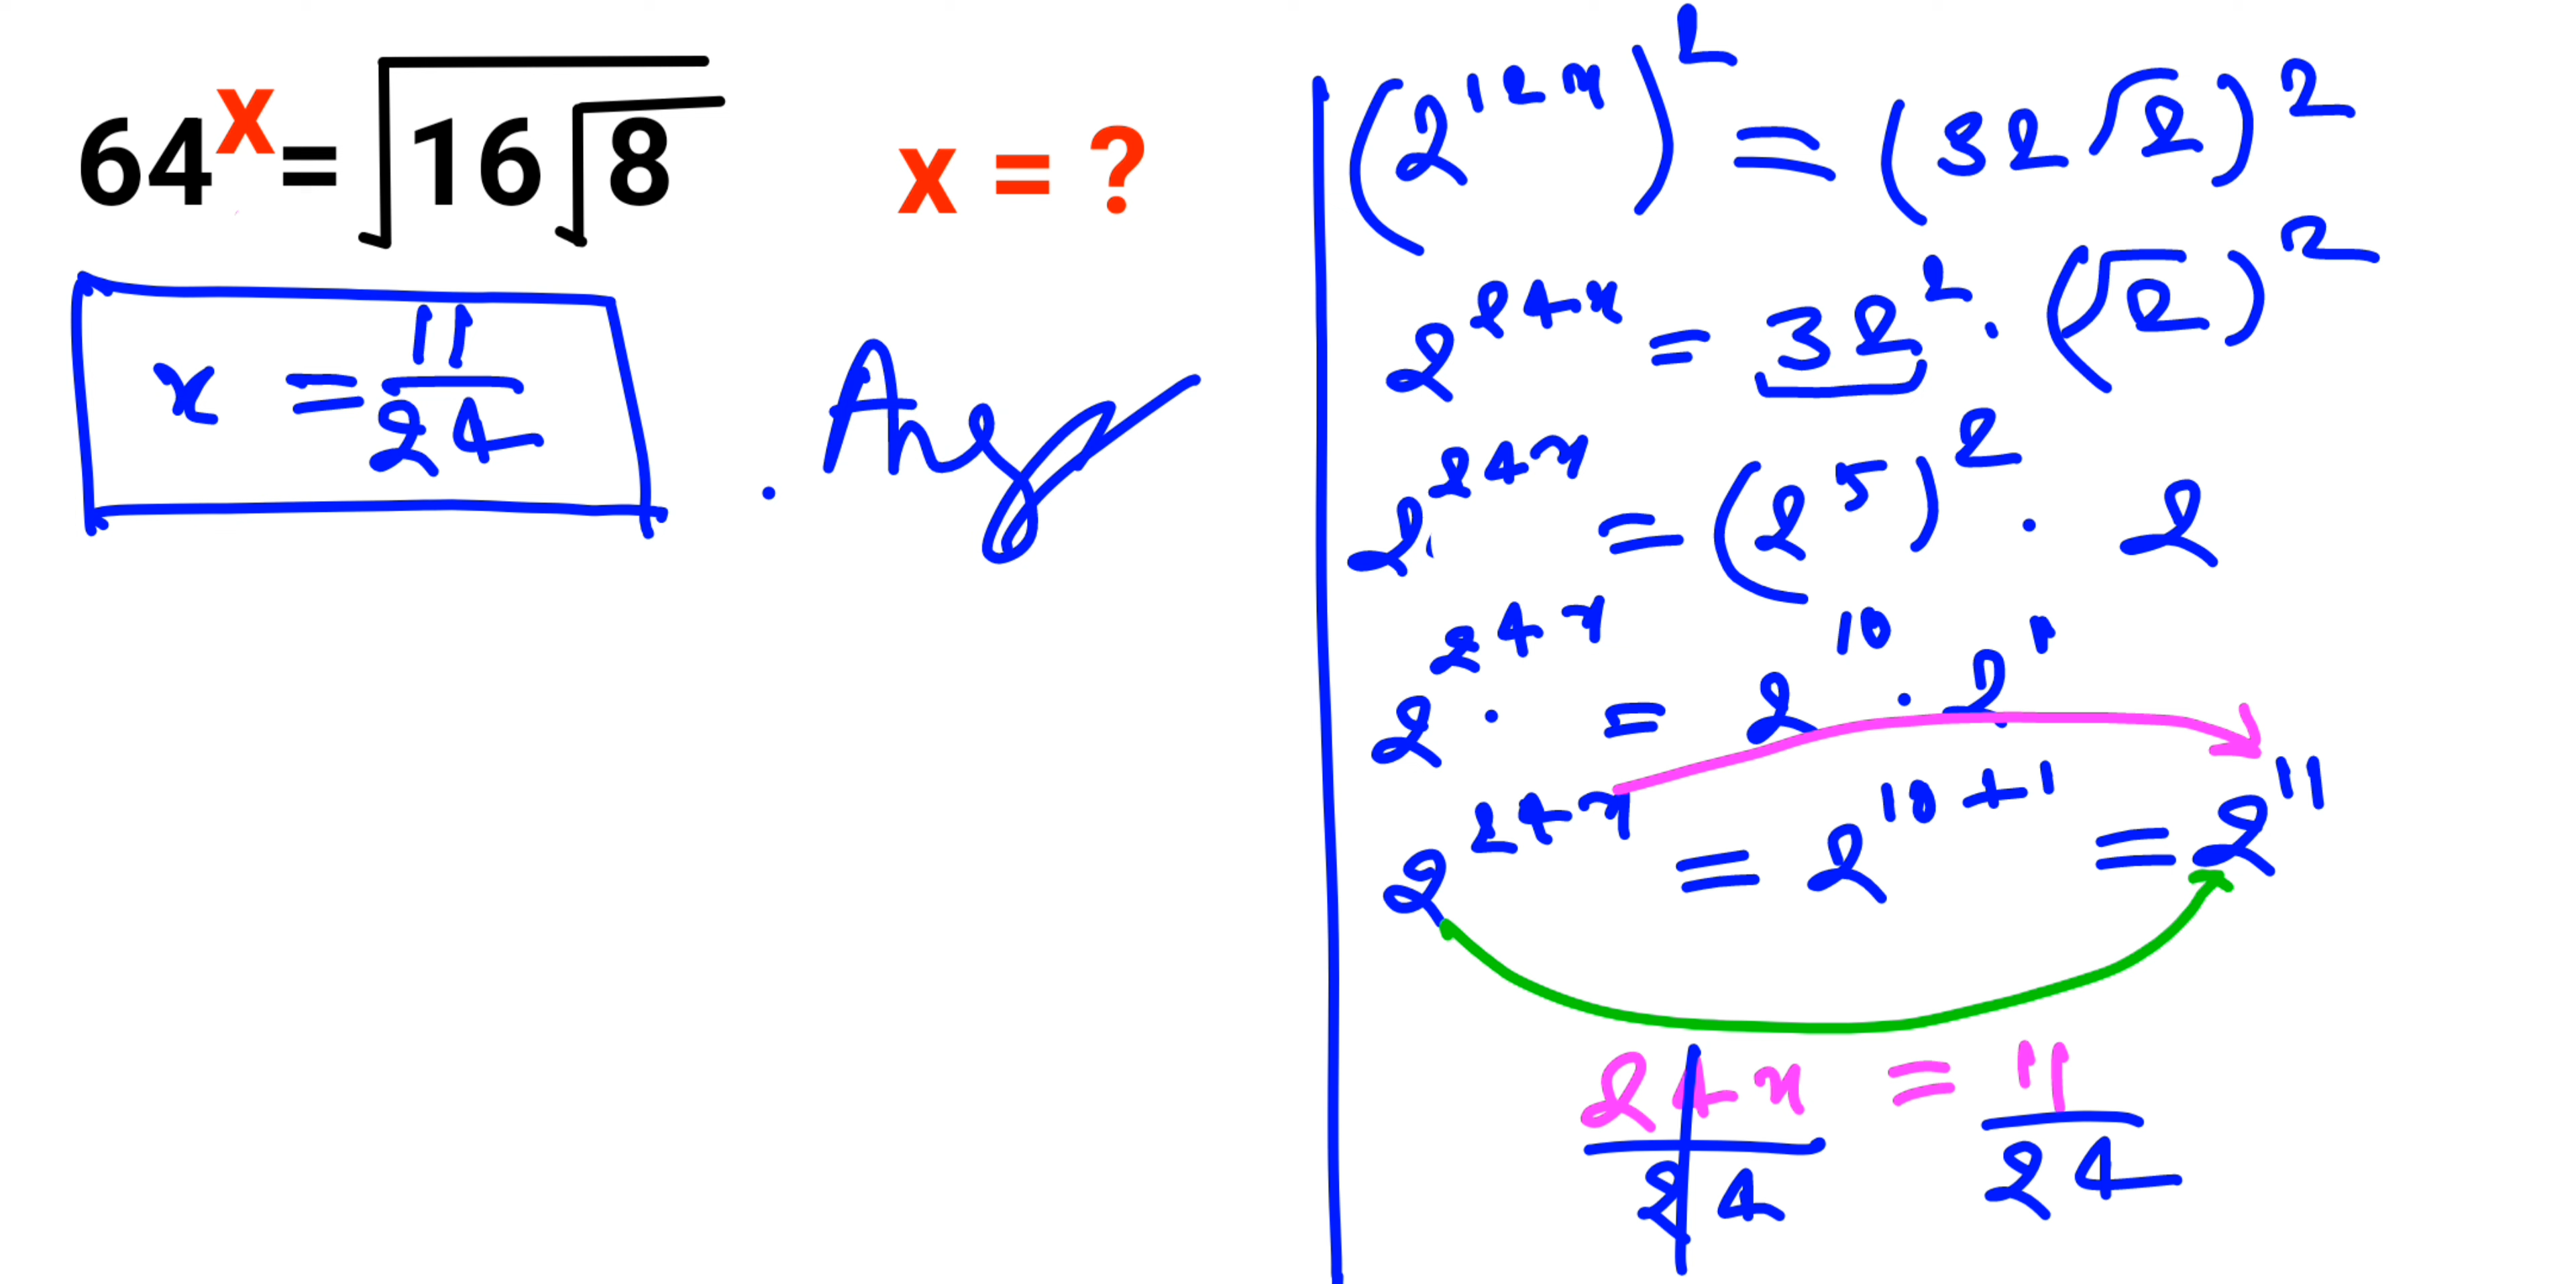 64^x = √16√8 x = ?
x = 11/24 . Ans
(2^12x)^2 = (32√2)^2
2^24x = 32^2 · (√2)^2
2^24x = (2^5)^2 · 2
2^24x = 2^10 · 2^1
2^24x = 2^10+1 = 2^11
24x/24 = 11/24